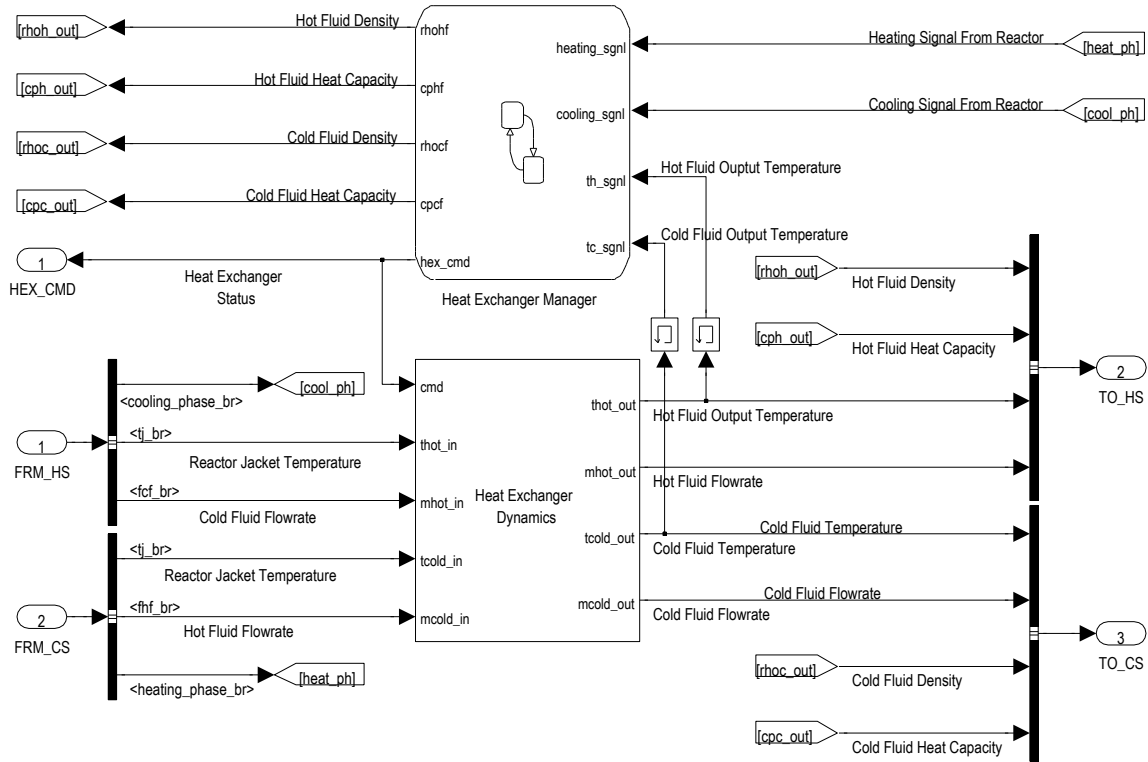 [rhoh_out]
Hot Fluid Density
rhohf
heating_sgnl
Heating Signal From Reactor
[heat_ph]
[cph_out]
Hot Fluid Heat Capacity
cphf
cooling_sgnl
Cooling Signal From Reactor
[cool_ph]
[rhoc_out]
Cold Fluid Density
rhocf
th_sgnl
Hot Fluid Ouptut Temperature
[cpc_out]
Cold Fluid Heat Capacity
cpcf
tc_sgnl
Cold Fluid Output Temperature
1
HEX_CMD
Heat Exchanger
Status
hex_cmd
Heat Exchanger Manager
[rhoh_out]
Hot Fluid Density
[cph_out]
Hot Fluid Heat Capacity
2
TO_HS
<cooling_phase_br>
[cool_ph]
cmd
thot_out
Hot Fluid Output Temperature
1
FRM_HS
<tj_br>
Reactor Jacket Temperature
thot_in
mhot_out
Hot Fluid Flowrate
<fcf_br>
Cold Fluid Flowrate
mhot_in
Heat Exchanger
Dynamics
tcold_out
Cold Fluid Temperature
Cold Fluid Temperature
<tj_br>
Reactor Jacket Temperature
tcold_in
mcold_out
Cold Fluid Flowrate
Cold Fluid Flowrate
2
FRM_CS
<fhf_br>
Hot Fluid Flowrate
mcold_in
3
TO_CS
<heating_phase_br>
[heat_ph]
[rhoc_out]
Cold Fluid Density
[cpc_out]
Cold Fluid Heat Capacity